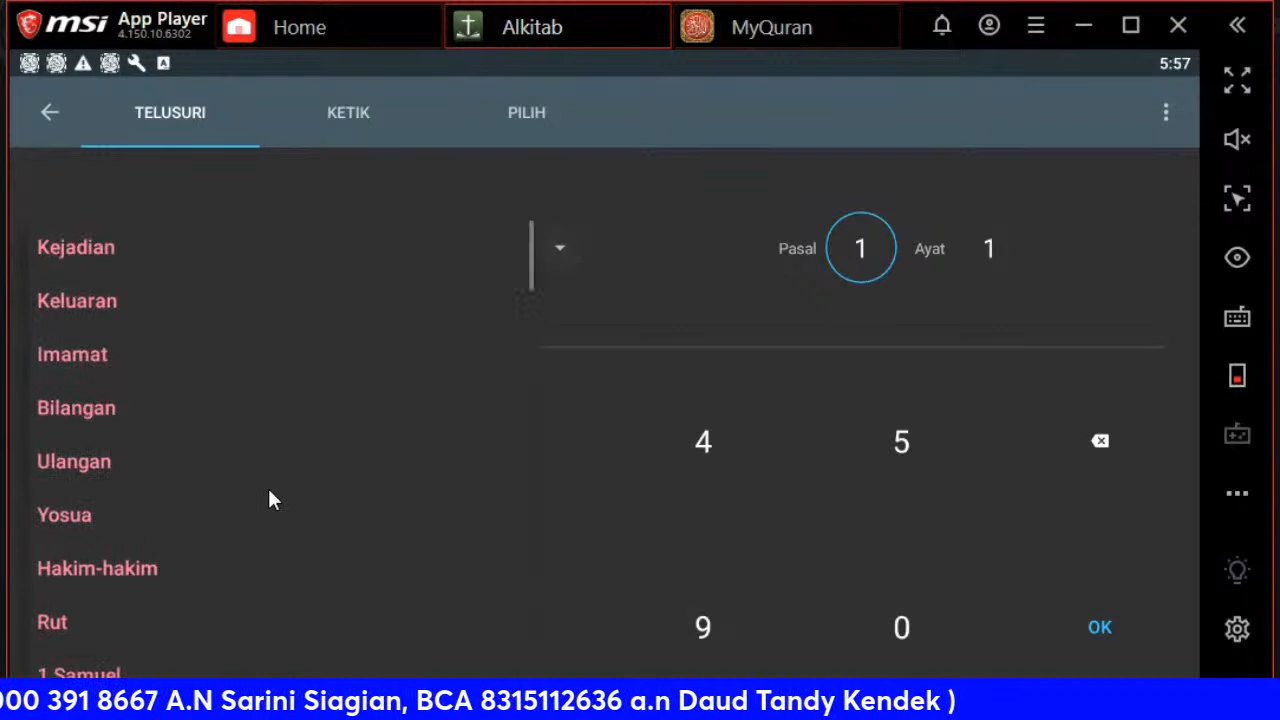 msi App Player
4.150.10.6302
Home
Alkitab
MyQuran
5:57
TELUSURI
KETIK
PILIH
Kejadian
Keluaran
Imamat
Bilangan
Ulangan
Yosua
Hakim-hakim
Rut
1 Samuel
Pasal 1 Ayat 1
4 5
9 0 OK
000 391 8667 A.N Sarini Siagian, BCA 8315112636 a.n Daud Tandy Kendek )